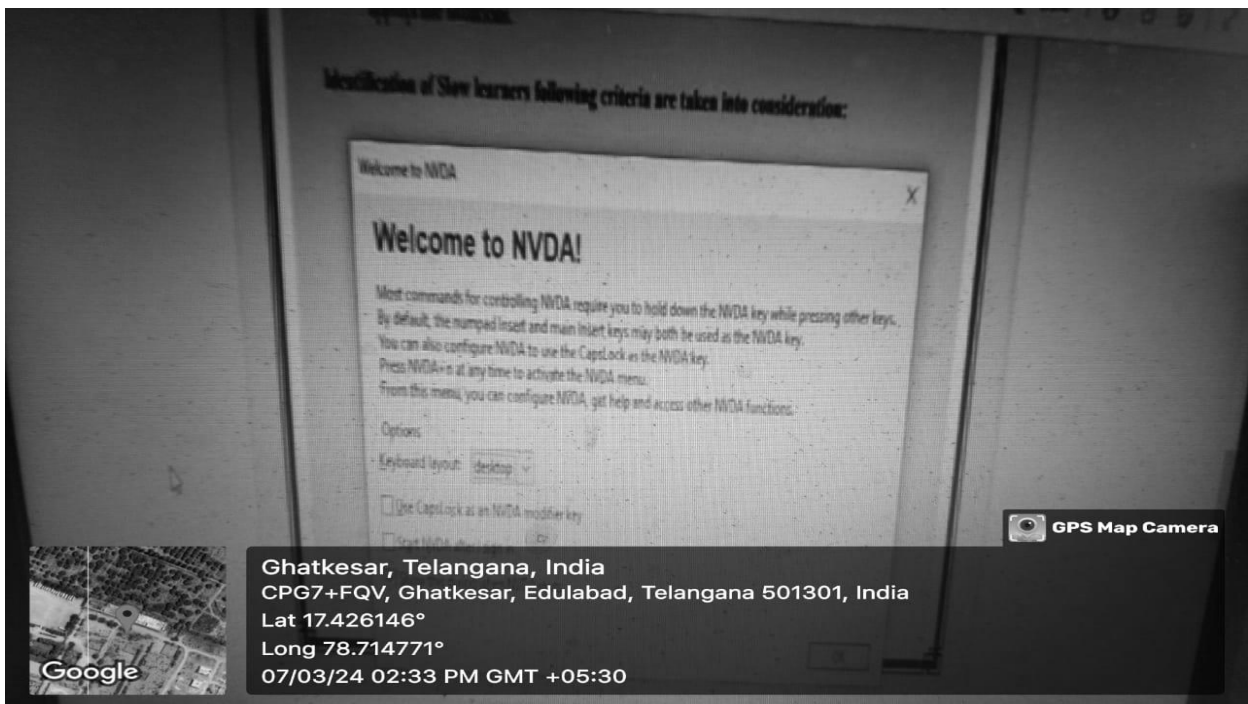 Identification of Slow learners following criteria are taken into consideration:
Welcome to NVDA
X
Welcome to NVDA!
Most commands for controlling NVDA require you to hold down the NVDA key while pressing other keys.
By default, the numpad Insert and main Insert keys may both be used as the NVDA key.
You can also configure NVDA to use the CapsLock as the NVDA key.
Press NVDA+n at any time to activate the NVDA menu.
From this menu, you can configure NVDA, get help and access other NVDA functions.
Options
Keyboard layout: desktop
Use CapsLock as an NVDA modifier key
Start NVDA after I sign in
GPS Map Camera
Ghatkesar, Telangana, India
CPG7+FQV, Ghatkesar, Edulabad, Telangana 501301, India
Lat 17.426146°
Long 78.714771°
07/03/24 02:33 PM GMT +05:30
Google
OK